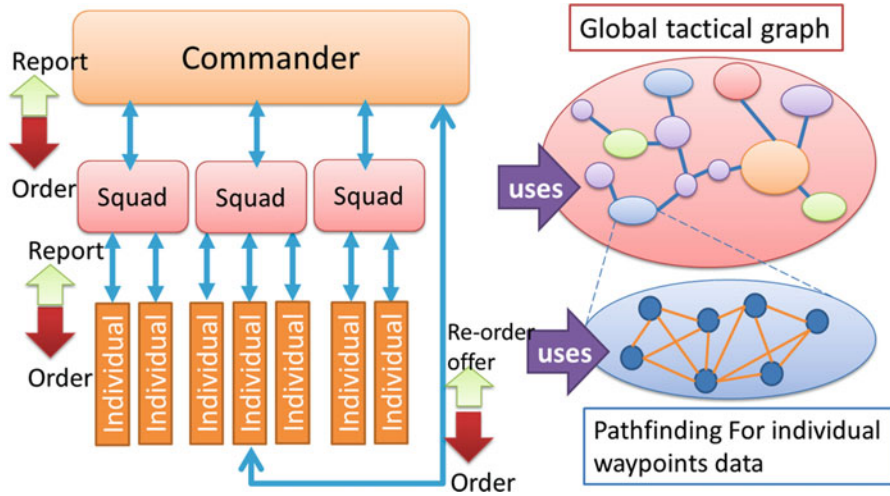 Commander
Report
Order
Squad
Squad
Squad
Report
Order
Individual
Individual
Individual
Individual
Individual
Individual
Individual
Re-order
offer
Order
Global tactical graph
uses
uses
Pathfinding For individual
waypoints data